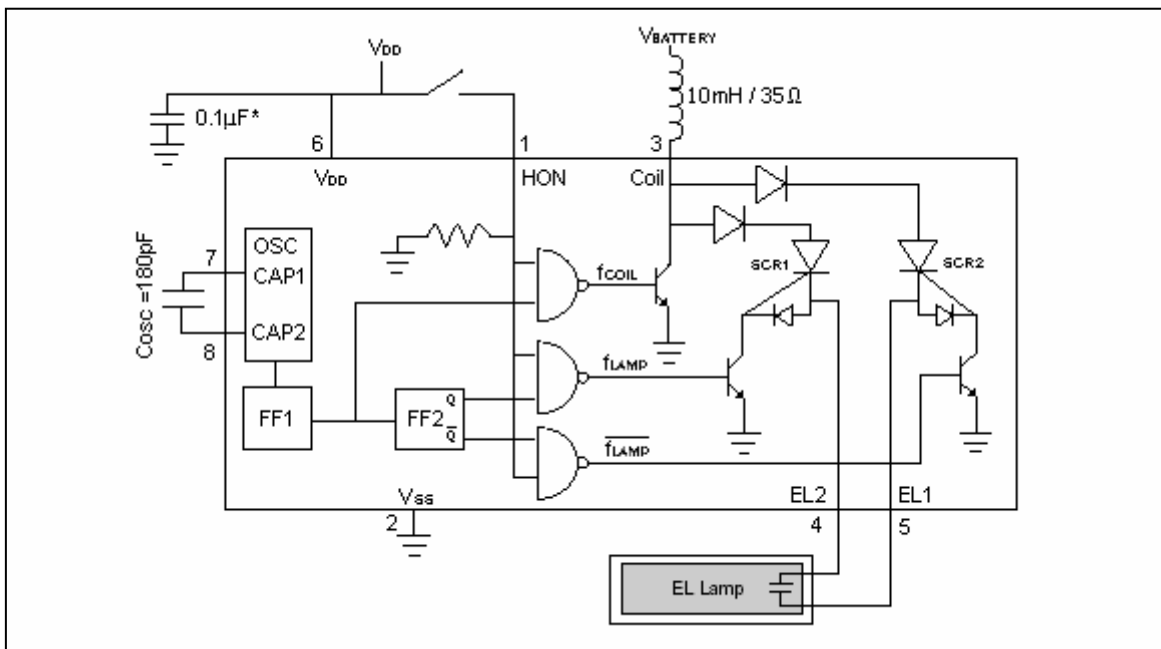 VBATTERY
VDD
10mH / 35Ω
0.1µF*
6
1
3
VDD
HON
Coil
OSC
7
CAP1
SCR1
SCR2
fCOIL
Cosc =180pF
CAP2
8
fLAMP
FF1
FF2
Q
Q̅
f̅L̅A̅M̅P̅
VSS
EL2
EL1
2
4
5
EL Lamp